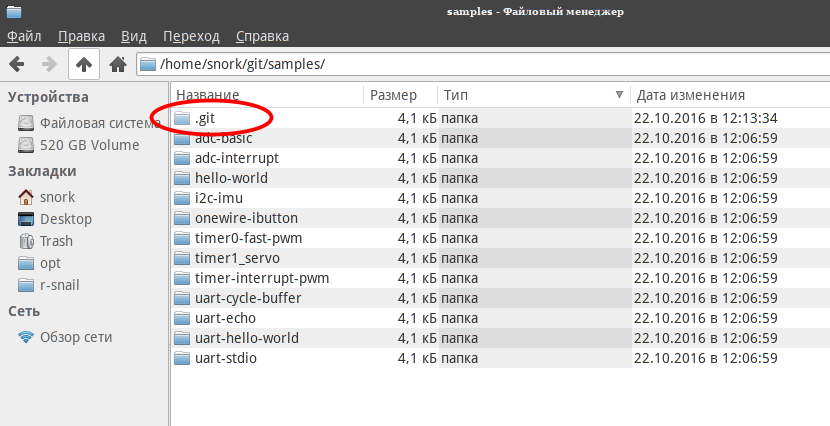 samples - Файловый менеджер
Файл Правка Вид Переход Справка
/home/snork/git/samples/
Устройства
Файловая система
520 GB Volume
Закладки
snork
Desktop
Trash
opt
r-snail
Сеть
Обзор сети
Название Размер Тип Дата изменения
.git 4,1 кБ папка 22.10.2016 в 12:13:34
adc-basic 4,1 кБ папка 22.10.2016 в 12:06:59
adc-interrupt 4,1 кБ папка 22.10.2016 в 12:06:59
hello-world 4,1 кБ папка 22.10.2016 в 12:06:59
i2c-imu 4,1 кБ папка 22.10.2016 в 12:06:59
onewire-ibutton 4,1 кБ папка 22.10.2016 в 12:06:59
timer0-fast-pwm 4,1 кБ папка 22.10.2016 в 12:06:59
timer1_servo 4,1 кБ папка 22.10.2016 в 12:06:59
timer-interrupt-pwm 4,1 кБ папка 22.10.2016 в 12:06:59
uart-cycle-buffer 4,1 кБ папка 22.10.2016 в 12:06:59
uart-echo 4,1 кБ папка 22.10.2016 в 12:06:59
uart-hello-world 4,1 кБ папка 22.10.2016 в 12:06:59
uart-stdio 4,1 кБ папка 22.10.2016 в 12:06:59